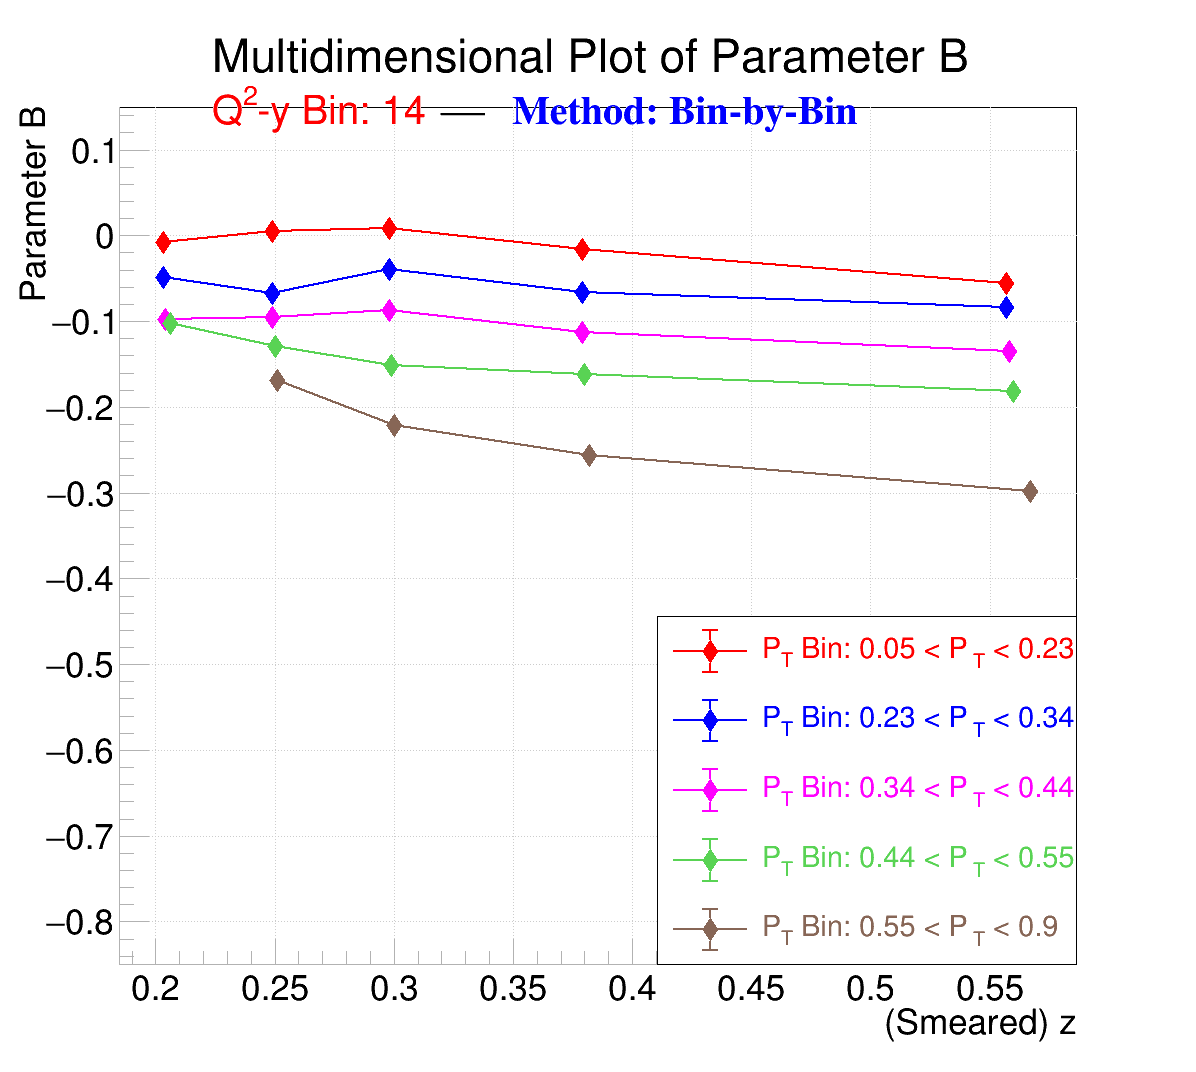 Multidimensional Plot of Parameter B
Q2-y Bin: 14 — Method: Bin-by-Bin
Parameter B
0.1
0
−0.1
−0.2
−0.3
−0.4
−0.5
−0.6
−0.7
−0.8
PT Bin: 0.05 < PT < 0.23
PT Bin: 0.23 < PT < 0.34
PT Bin: 0.34 < PT < 0.44
PT Bin: 0.44 < PT < 0.55
PT Bin: 0.55 < PT < 0.9
0.2 0.25 0.3 0.35 0.4 0.45 0.5 0.55
(Smeared) z